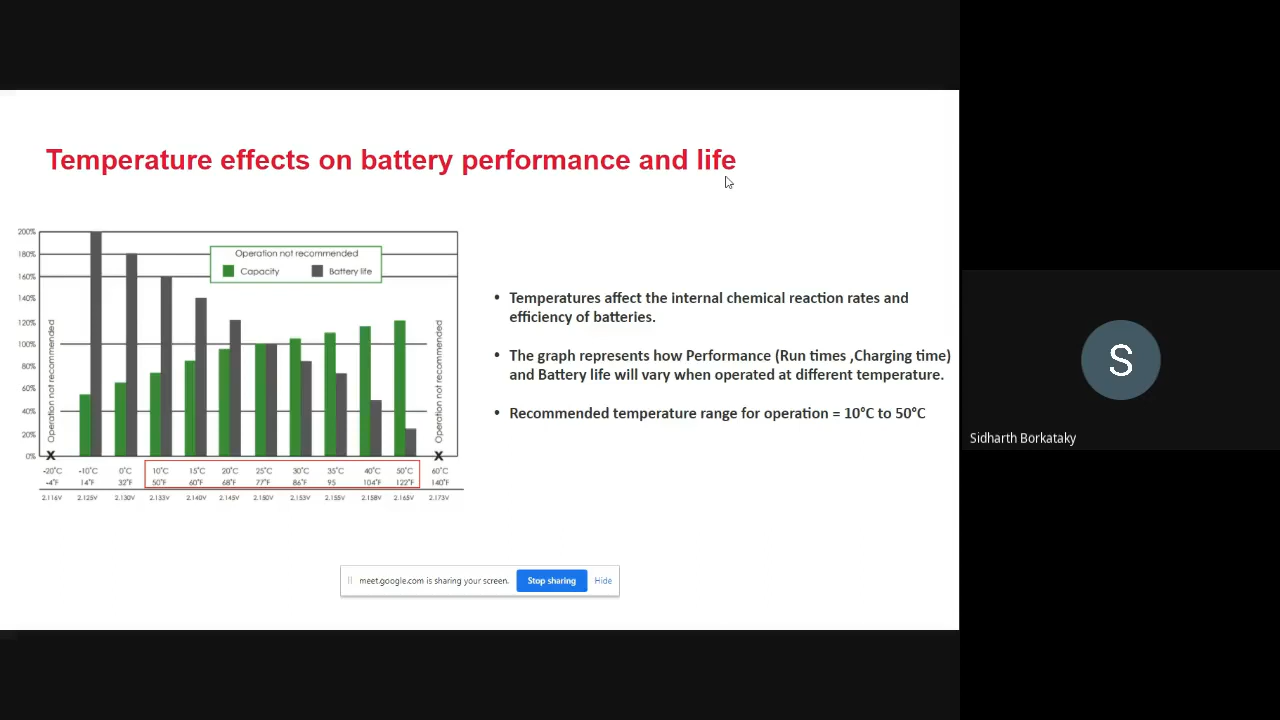 Temperature effects on battery performance and life
200%
180%
160%
140%
120%
100%
80%
60%
40%
20%
0%
Operation not recommended
Capacity
Battery life
Operation not recommended
Operation not recommended
X
X
-20°C -10°C 0°C 10°C 15°C 20°C 25°C 30°C 35°C 40°C 50°C 60°C
-4°F 14°F 32°F 50°F 60°F 68°F 77°F 86°F 95 104°F 122°F 140°F
2.116V 2.125V 2.130V 2.133V 2.140V 2.145V 2.150V 2.153V 2.155V 2.158V 2.165V 2.173V
• Temperatures affect the internal chemical reaction rates and
efficiency of batteries.
• The graph represents how Performance (Run times ,Charging time)
and Battery life will vary when operated at different temperature.
• Recommended temperature range for operation = 10°C to 50°C
meet.google.com is sharing your screen.
Stop sharing
Hide
S
Sidharth Borkataky